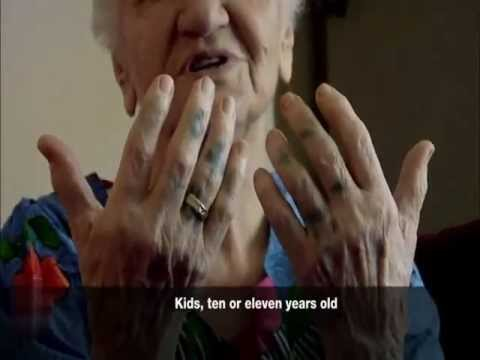 Kids, ten or eleven years old